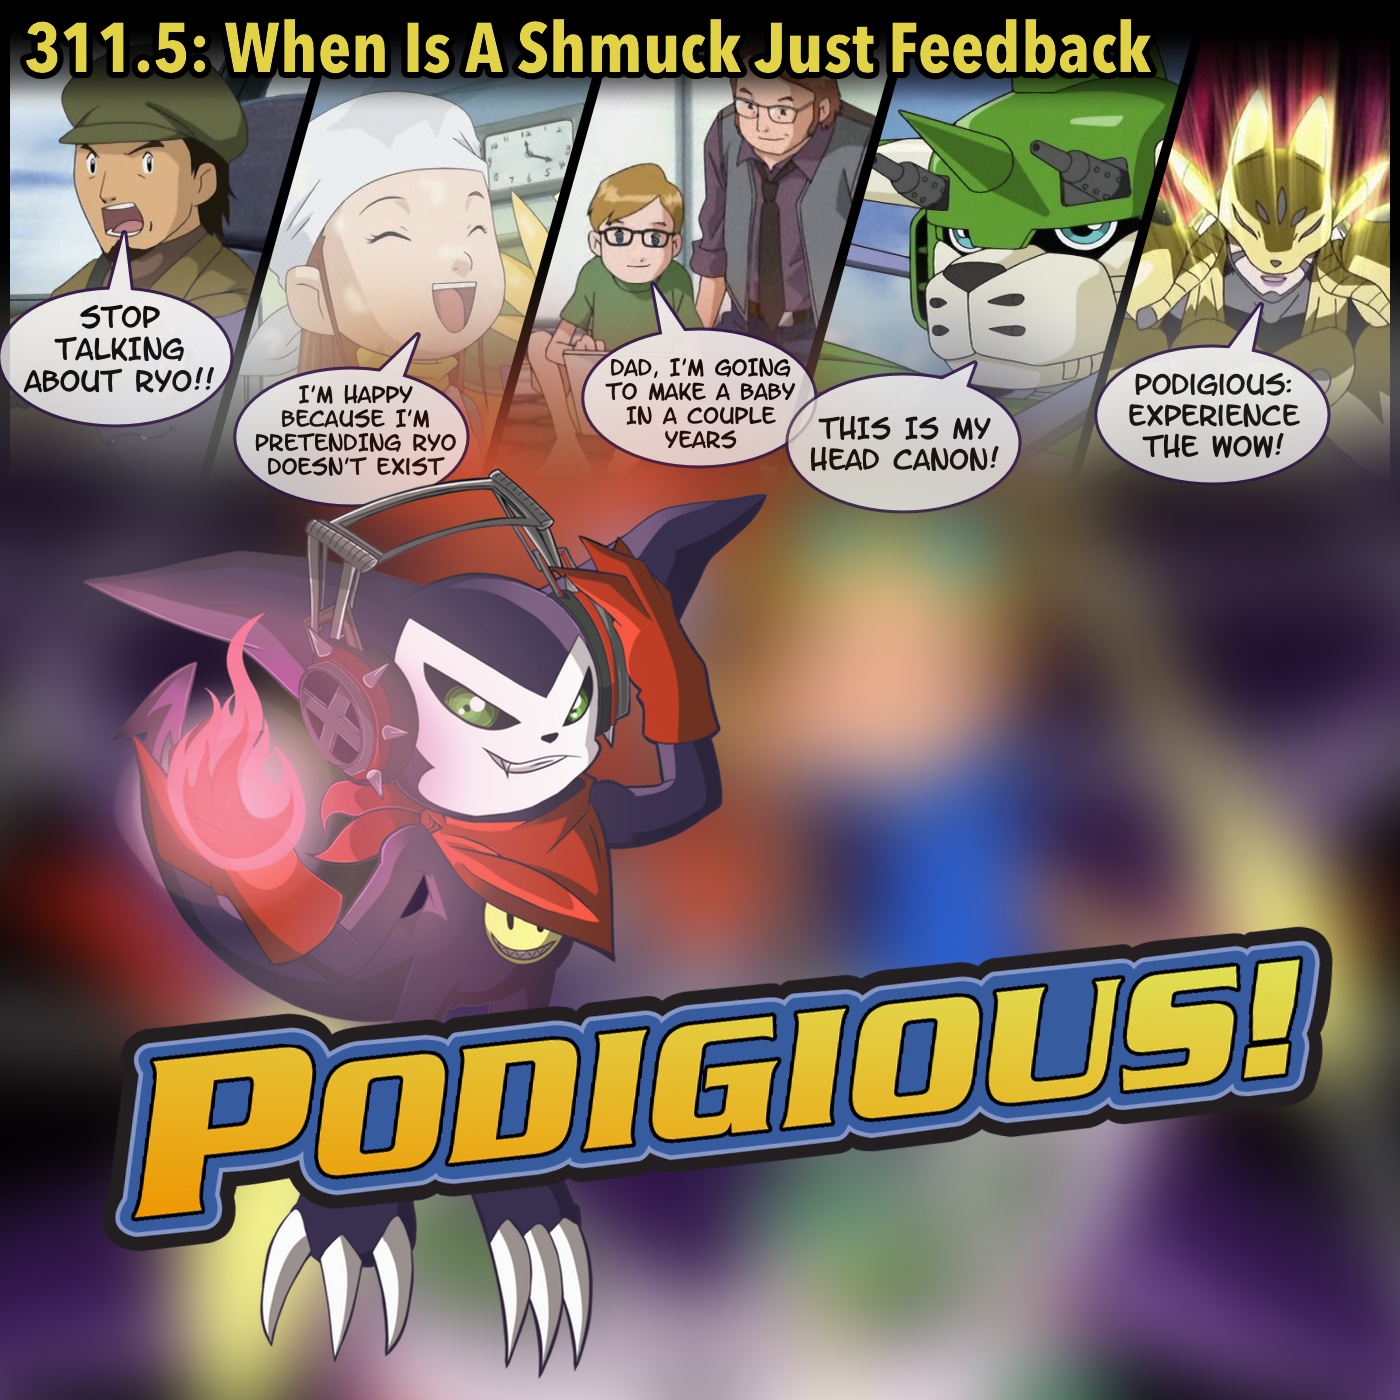 311.5: When Is A Shmuck Just Feedback
STOP
TALKING
ABOUT RYO!!
I'M HAPPY
BECAUSE I'M
PRETENDING RYO
DOESN'T EXIST
DAD, I'M GOING
TO MAKE A BABY
IN A COUPLE
YEARS
THIS IS MY
HEAD CANON!
PODIGIOUS:
EXPERIENCE
THE WOW!
PODIGIOUS!